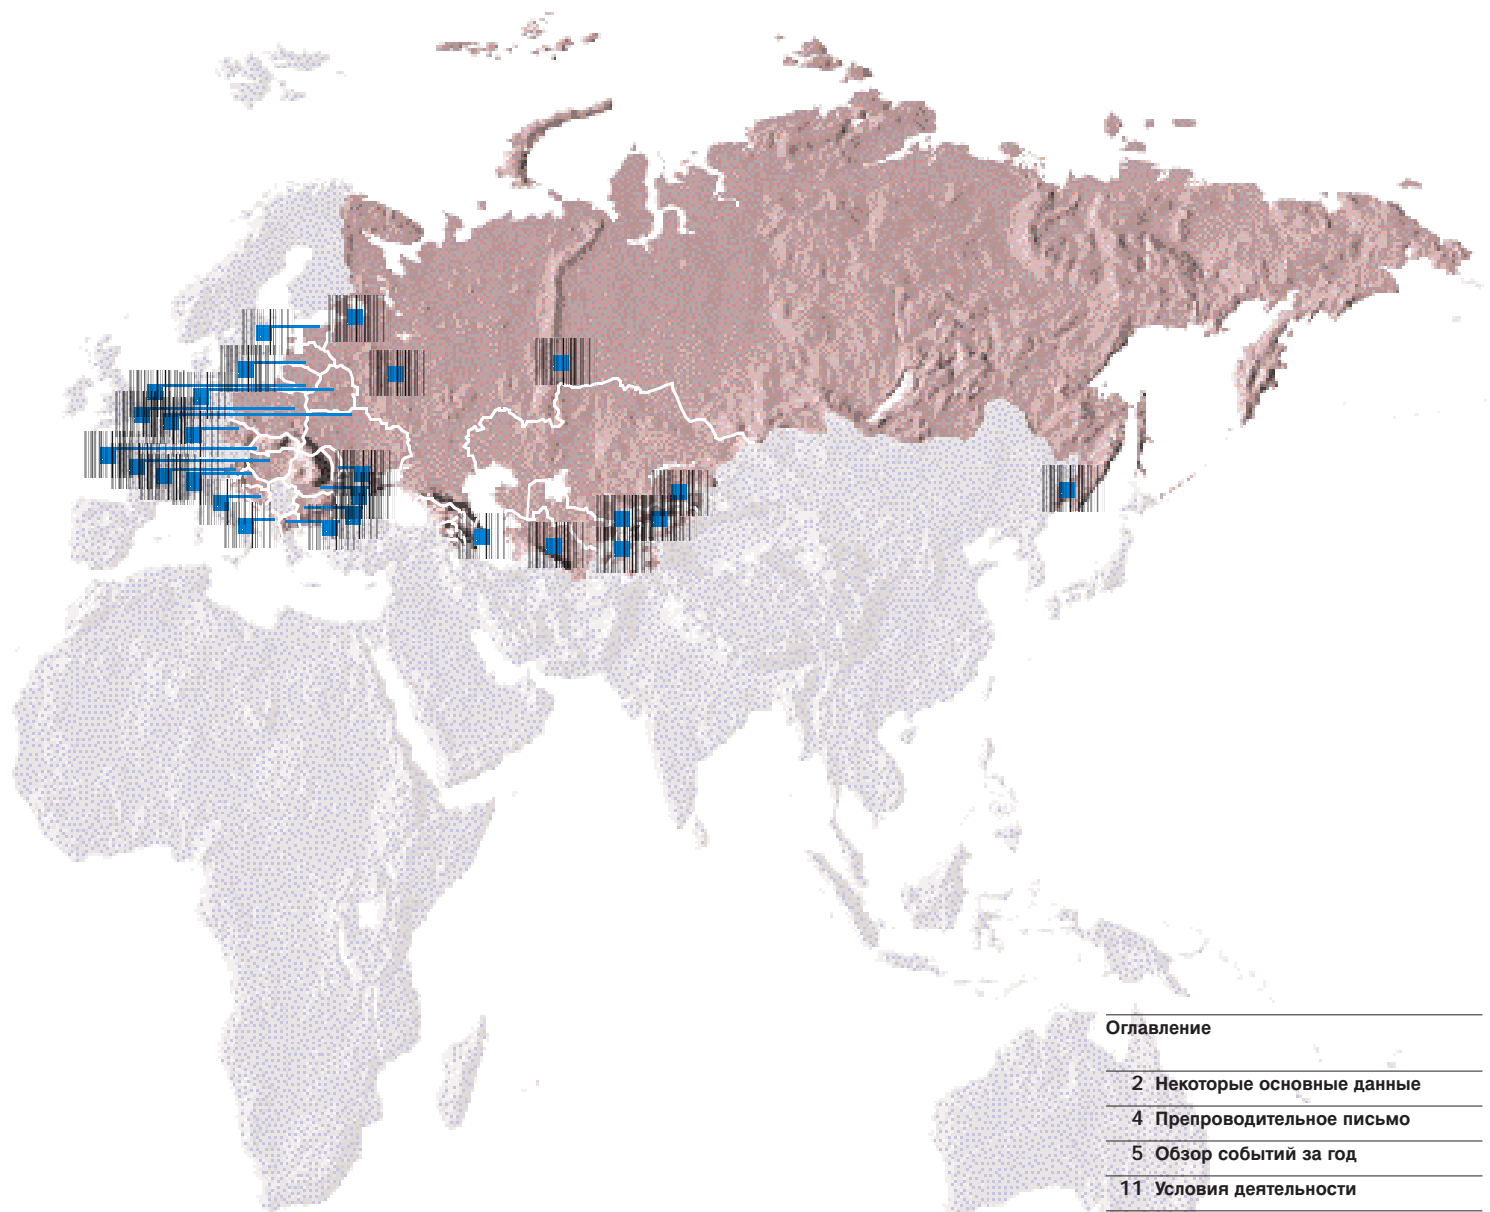 Оглавление
2 Некоторые основные данные
4 Препроводительное письмо
5 Обзор событий за год
11 Условия деятельности